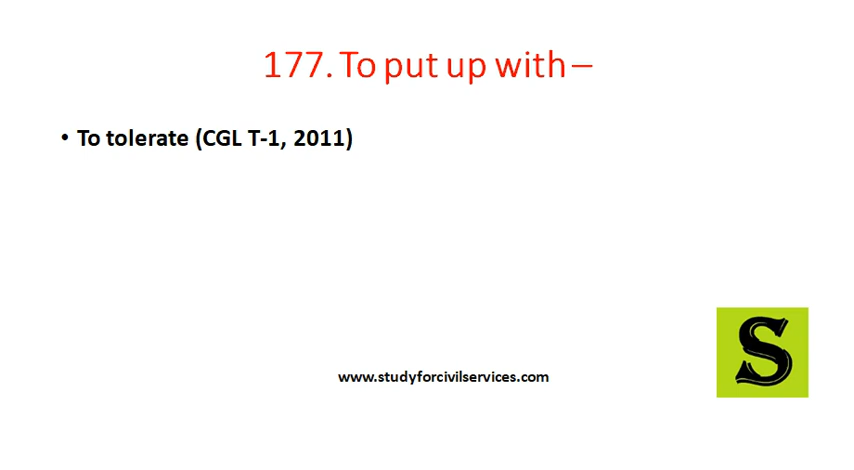 177. To put up with –
• To tolerate (CGL T-1, 2011)
S
www.studyforcivilservices.com